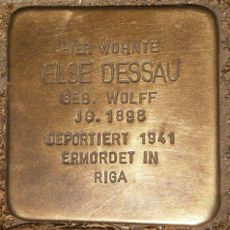 HIER WOHNTE
ELSE DESSAU
GEB. WOLFF
JG. 1898
DEPORTIERT 1941
ERMORDET IN
RIGA